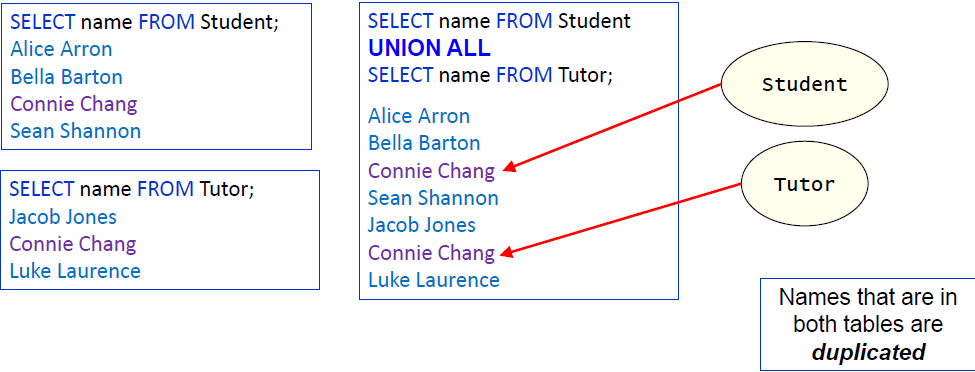 SELECT name FROM Student;
Alice Arron
Bella Barton
Connie Chang
Sean Shannon
SELECT name FROM Tutor;
Jacob Jones
Connie Chang
Luke Laurence
SELECT name FROM Student
UNION ALL
SELECT name FROM Tutor;
Alice Arron
Bella Barton
Connie Chang
Sean Shannon
Jacob Jones
Connie Chang
Luke Laurence
Student
Tutor
Names that are in
both tables are
duplicated